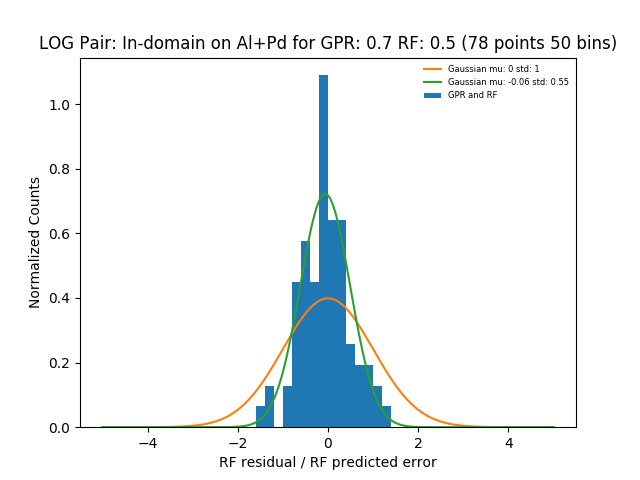 LOG Pair: In-domain on Al+Pd for GPR: 0.7 RF: 0.5 (78 points 50 bins)
Gaussian mu: 0 std: 1
Gaussian mu: -0.06 std: 0.55
GPR and RF
Normalized Counts
1.0
0.8
0.6
0.4
0.2
0.0
−4 −2 0 2 4
RF residual / RF predicted error